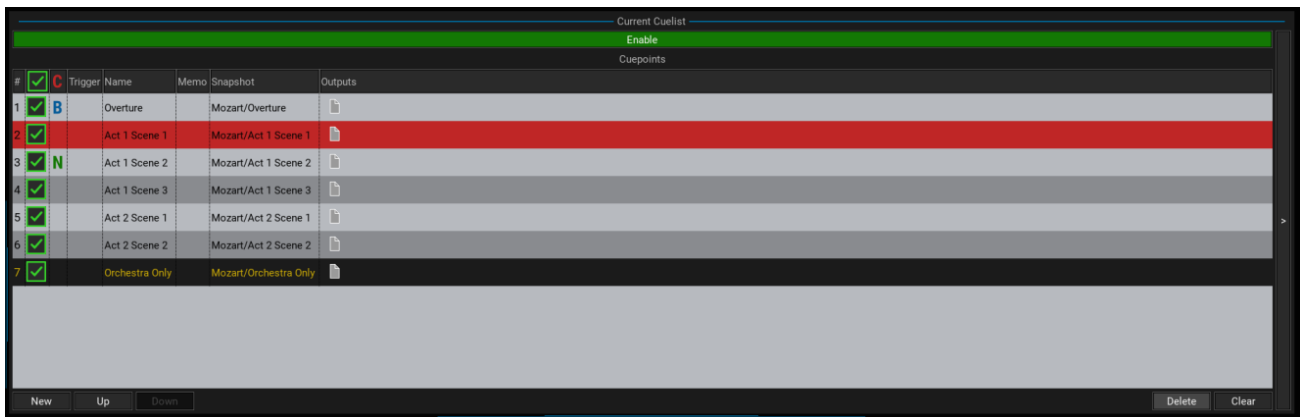 Current Cuelist
Enable
Cuepoints
# C Trigger Name Memo Snapshot Outputs
1 B Overture Mozart/Overture
2 Act 1 Scene 1 Mozart/Act 1 Scene 1
3 N Act 1 Scene 2 Mozart/Act 1 Scene 2
4 Act 1 Scene 3 Mozart/Act 1 Scene 3
5 Act 2 Scene 1 Mozart/Act 2 Scene 1
6 Act 2 Scene 2 Mozart/Act 2 Scene 2
7 Orchestra Only Mozart/Orchestra Only
>
New Up Down Delete Clear